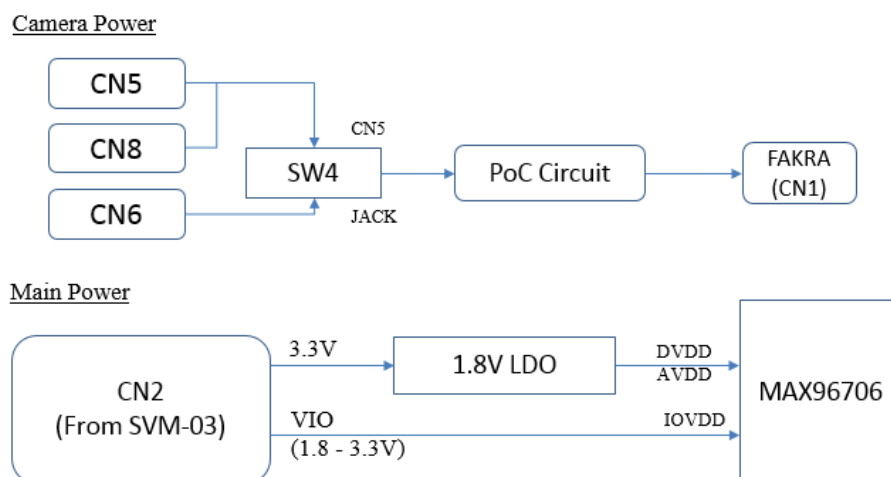 Camera Power
CN5
CN8
CN6
CN5
SW4
JACK
PoC Circuit
FAKRA
(CN1)
Main Power
CN2
(From SVM-03)
3.3V
VIO
(1.8 - 3.3V)
1.8V LDO
DVDD
AVDD
IOVDD
MAX96706